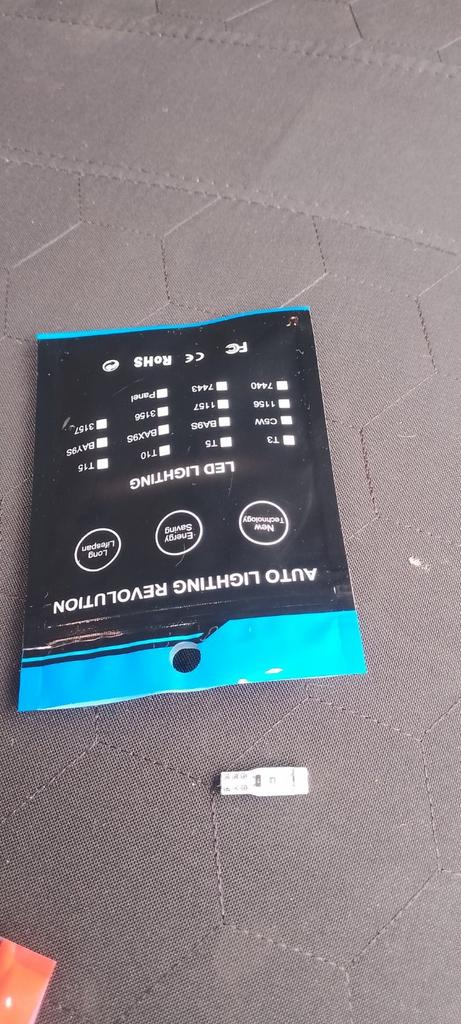 AUTO LIGHTING REVOLUTION
New Technology
Energy Saving
Long Lifespan
LED LIGHTING
T3 T5 T10 T15
C5W BA9S BAX9S BAY9S
1156 1157 3156 3157
7440 7443 Panel
FC CE RoHS